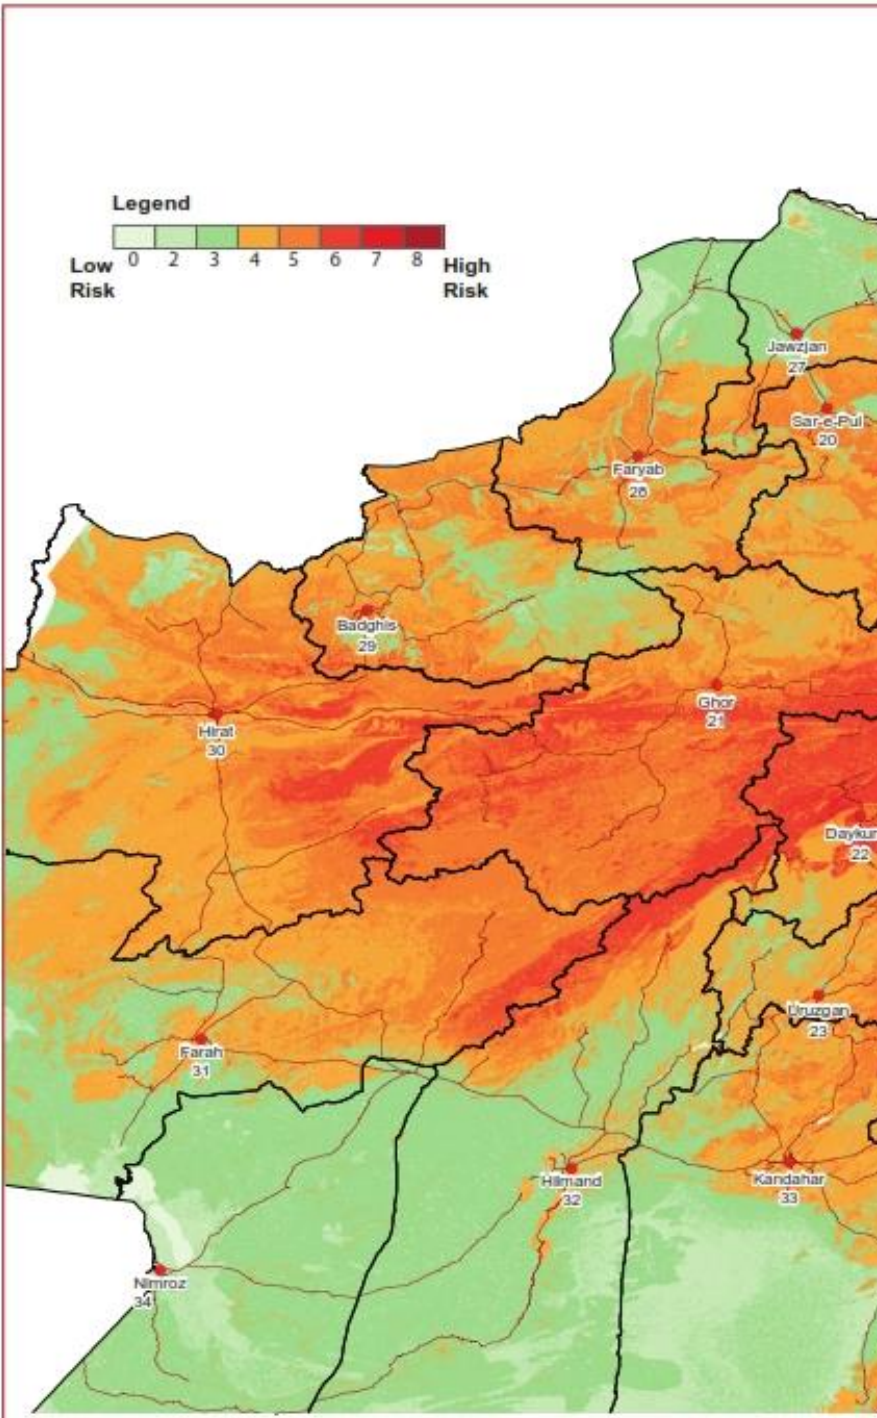 Legend
Low Risk
0 2 3 4 5 6 7 8
High Risk
Jawzjan
27
Sar-e-Pul
20
Faryab
28
Badghis
29
Ghor
21
Hirat
30
Daykun
22
Uruzgan
23
Farah
31
Hilmand
32
Kandahar
33
Nimroz
34